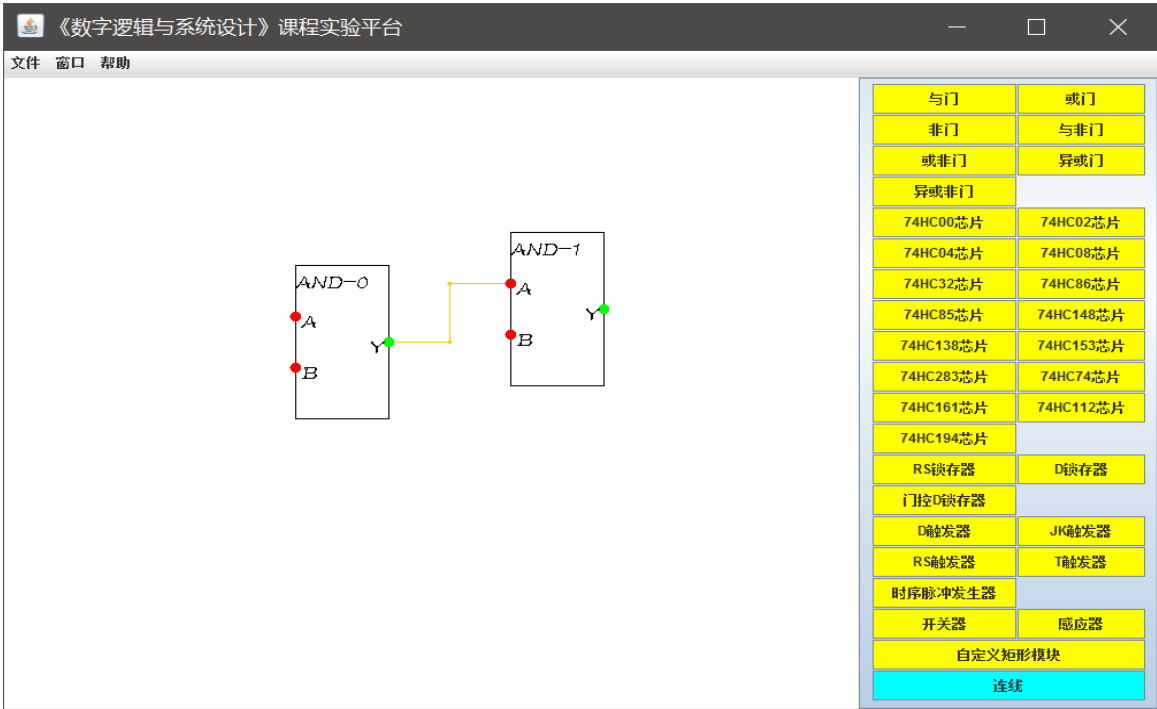 《数字逻辑与系统设计》课程实验平台
文件 窗口 帮助
AND-0
A
B
Y
AND-1
A
B
Y
与门 或门
非门 与非门
或非门 异或门
异或非门
74HC00芯片 74HC02芯片
74HC04芯片 74HC08芯片
74HC32芯片 74HC86芯片
74HC85芯片 74HC148芯片
74HC138芯片 74HC153芯片
74HC283芯片 74HC74芯片
74HC161芯片 74HC112芯片
74HC194芯片
RS锁存器 D锁存器
门控D锁存器
D触发器 JK触发器
RS触发器 T触发器
时序脉冲发生器
开关器 感应器
自定义矩形模块
连线